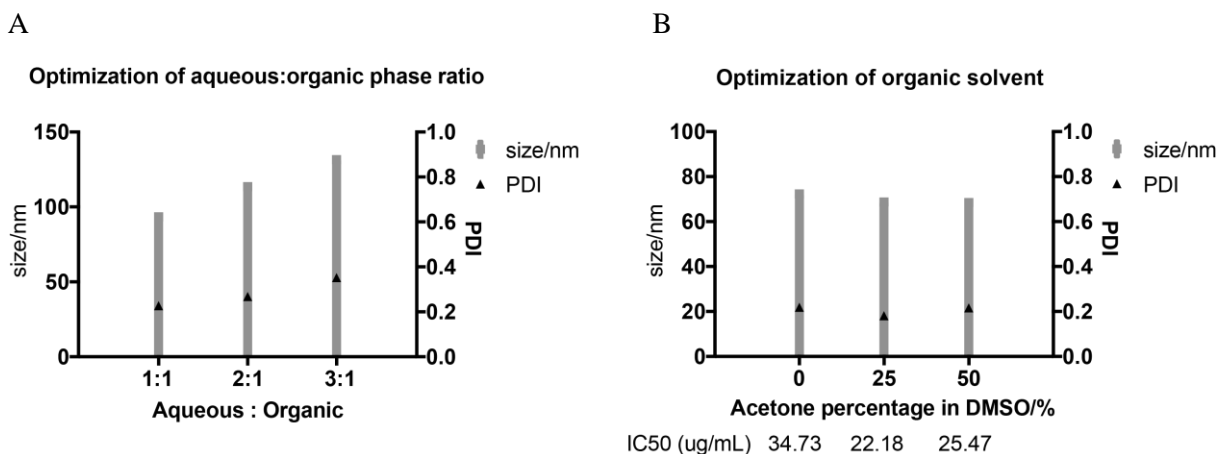 A
Optimization of aqueous:organic phase ratio
150
100
50
0
size/nm
1.0
0.8
0.6
0.4
0.2
0.0
PDI
size/nm
PDI
1:1 2:1 3:1
Aqueous : Organic
B
Optimization of organic solvent
100
80
60
40
20
0
size/nm
1.0
0.8
0.6
0.4
0.2
0.0
PDI
size/nm
PDI
0 25 50
Acetone percentage in DMSO/%
IC50 (ug/mL) 34.73 22.18 25.47